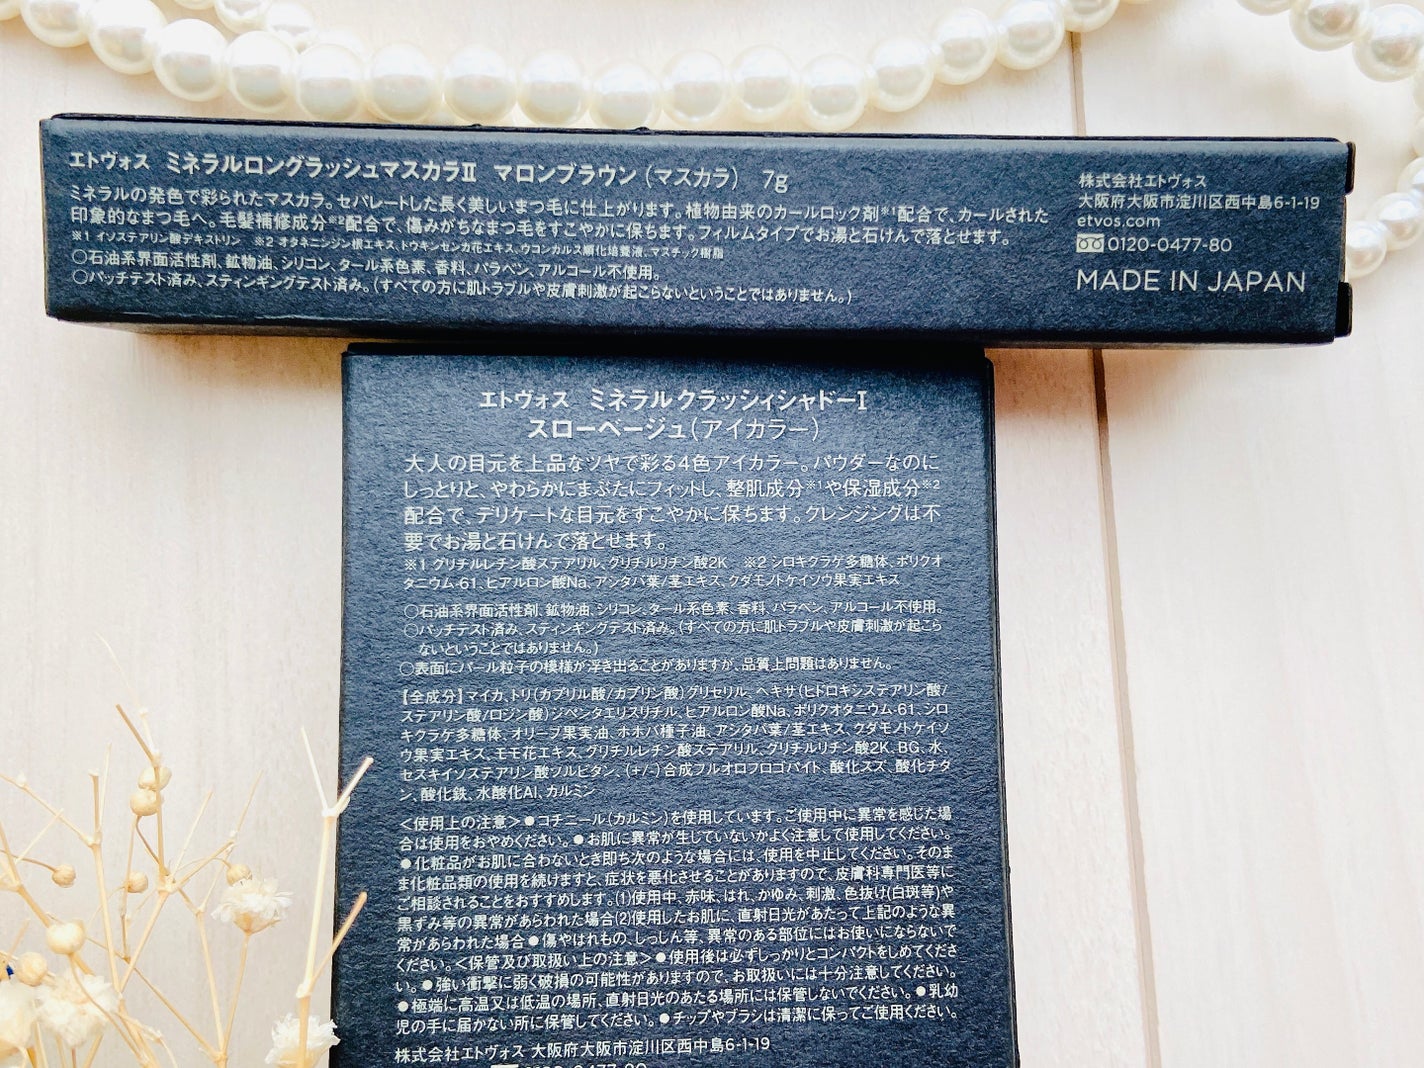 エトヴォス ミネラルロングラッシュマスカラⅡ マロンブラウン（マスカラ） 7g
ミネラルの発色で彩られたマスカラ。セパレートした長く美しいまつ毛に仕上がります。植物由来のカールロック剤※1配合で、カールされた
印象的なまつ毛へ。毛髪補修成分※2配合で、傷みがちなまつ毛をすこやかに保ちます。フィルムタイプでお湯と石けんで落とせます。
※1 イソステアリン酸デキストリン ※2 オタネニンジン根エキス、トウキンセンカ花エキス、ウコンカルス順化培養液、マスチック樹脂
○石油系界面活性剤、鉱物油、シリコン、タール系色素、香料、パラベン、アルコール不使用。
○パッチテスト済み、スティンギングテスト済み。（すべての方に肌トラブルや皮膚刺激が起こらないということではありません。）
株式会社エトヴォス
大阪府大阪市淀川区西中島6-1-19
etvos.com
0120-0477-80
MADE IN JAPAN
エトヴォス ミネラルクラッシィシャドーⅠ
スローベージュ（アイカラー）
大人の目元を上品なツヤで彩る4色アイカラー。パウダーなのに
しっとりと、やわらかにまぶたにフィットし、整肌成分※1や保湿成分※2
配合で、デリケートな目元をすこやかに保ちます。クレンジングは不
要でお湯と石けんで落とせます。
※1 グリチルレチン酸ステアリル、グリチルリチン酸2K ※2 シロキクラゲ多糖体、ポリクオ
タニウム-61、ヒアルロン酸Na、アシタバ葉/茎エキス、クダモノトケイソウ果実エキス
○石油系界面活性剤、鉱物油、シリコン、タール系色素、香料、パラベン、アルコール不使用。
○パッチテスト済み、スティンギングテスト済み。（すべての方に肌トラブルや皮膚刺激が起こら
ないということではありません。）
○表面にパール粒子の模様が浮き出ることがありますが、品質上問題はありません。
【全成分】マイカ、トリ（カプリル酸/カプリン酸）グリセリル、ヘキサ（ヒドロキシステアリン酸/
ステアリン酸/ロジン酸）ジペンタエリスリチル、ヒアルロン酸Na、ポリクオタニウム-61、シロ
キクラゲ多糖体、オリーブ果実油、ホホバ種子油、アシタバ葉/茎エキス、クダモノトケイソ
ウ果実エキス、モモ花エキス、グリチルレチン酸ステアリル、グリチルリチン酸2K、BG、水、
セスキイソステアリン酸ソルビタン、（+/-）合成フルオロフロゴパイト、酸化スズ、酸化チタ
ン、酸化鉄、水酸化Al、カルミン
＜使用上の注意＞●コチニール（カルミン）を使用しています。ご使用中に異常を感じた場
合は使用をおやめください。●お肌に異常が生じていないかよく注意して使用してください。
●化粧品がお肌に合わないとき即ち次のような場合には、使用を中止してください。そのま
ま化粧品類の使用を続けますと、症状を悪化させることがありますので、皮膚科専門医等に
ご相談されることをおすすめします。(1)使用中、赤味、はれ、かゆみ、刺激、色抜け（白斑等）や
黒ずみ等の異常があらわれた場合(2)使用したお肌に、直射日光があたって上記のような異
常があらわれた場合●傷やはれもの、しっしん等、異常のある部位にはお使いにならないで
ください。＜保管及び取扱い上の注意＞●使用後は必ずしっかりとコンパクトをしめてくださ
い。●強い衝撃に弱く破損の可能性がありますので、お取扱いには十分注意してください。
●極端に高温又は低温の場所、直射日光のあたる場所には保管しないでください。●乳幼
児の手に届かない所に保管してください。●チップやブラシは清潔に保ってご使用ください。
株式会社エトヴォス 大阪府大阪市淀川区西中島6-1-19